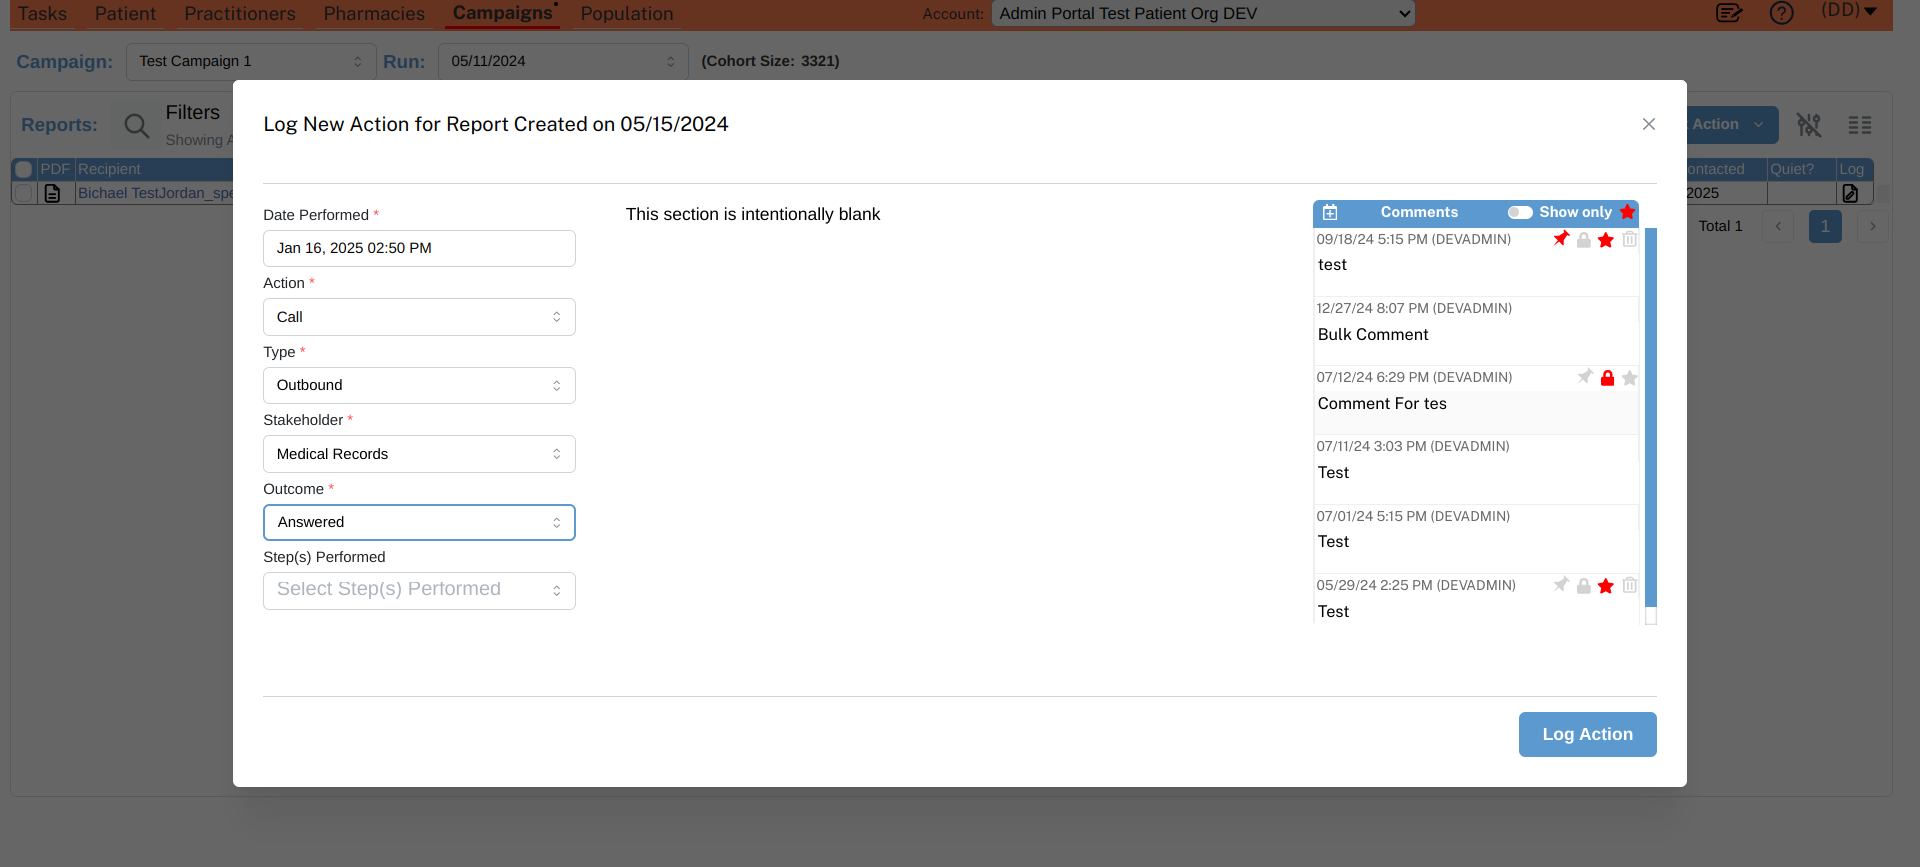 Tasks Patient Practitioners Pharmacies Campaigns Population Account: Admin Portal Test Patient Org DEV (DD)
Campaign: Test Campaign 1 Run: 05/11/2024 (Cohort Size: 3321)
Reports: Filters
Showing
Action
PDF Recipient Quiet? Log
Bichael 2025
Total 1 1
Log New Action for Report Created on 05/15/2024
Date Performed *
Jan 16, 2025 02:50 PM
Action *
Call
Type *
Outbound
Stakeholder *
Medical Records
Outcome *
Answered
Step(s) Performed
Select Step(s) Performed
This section is intentionally blank
Comments Show only
09/18/24 5:15 PM (DEVADMIN)
test
12/27/24 8:07 PM (DEVADMIN)
Bulk Comment
07/12/24 6:29 PM (DEVADMIN)
Comment For tes
07/11/24 3:03 PM (DEVADMIN)
Test
07/01/24 5:15 PM (DEVADMIN)
Test
05/29/24 2:25 PM (DEVADMIN)
Test
Log Action